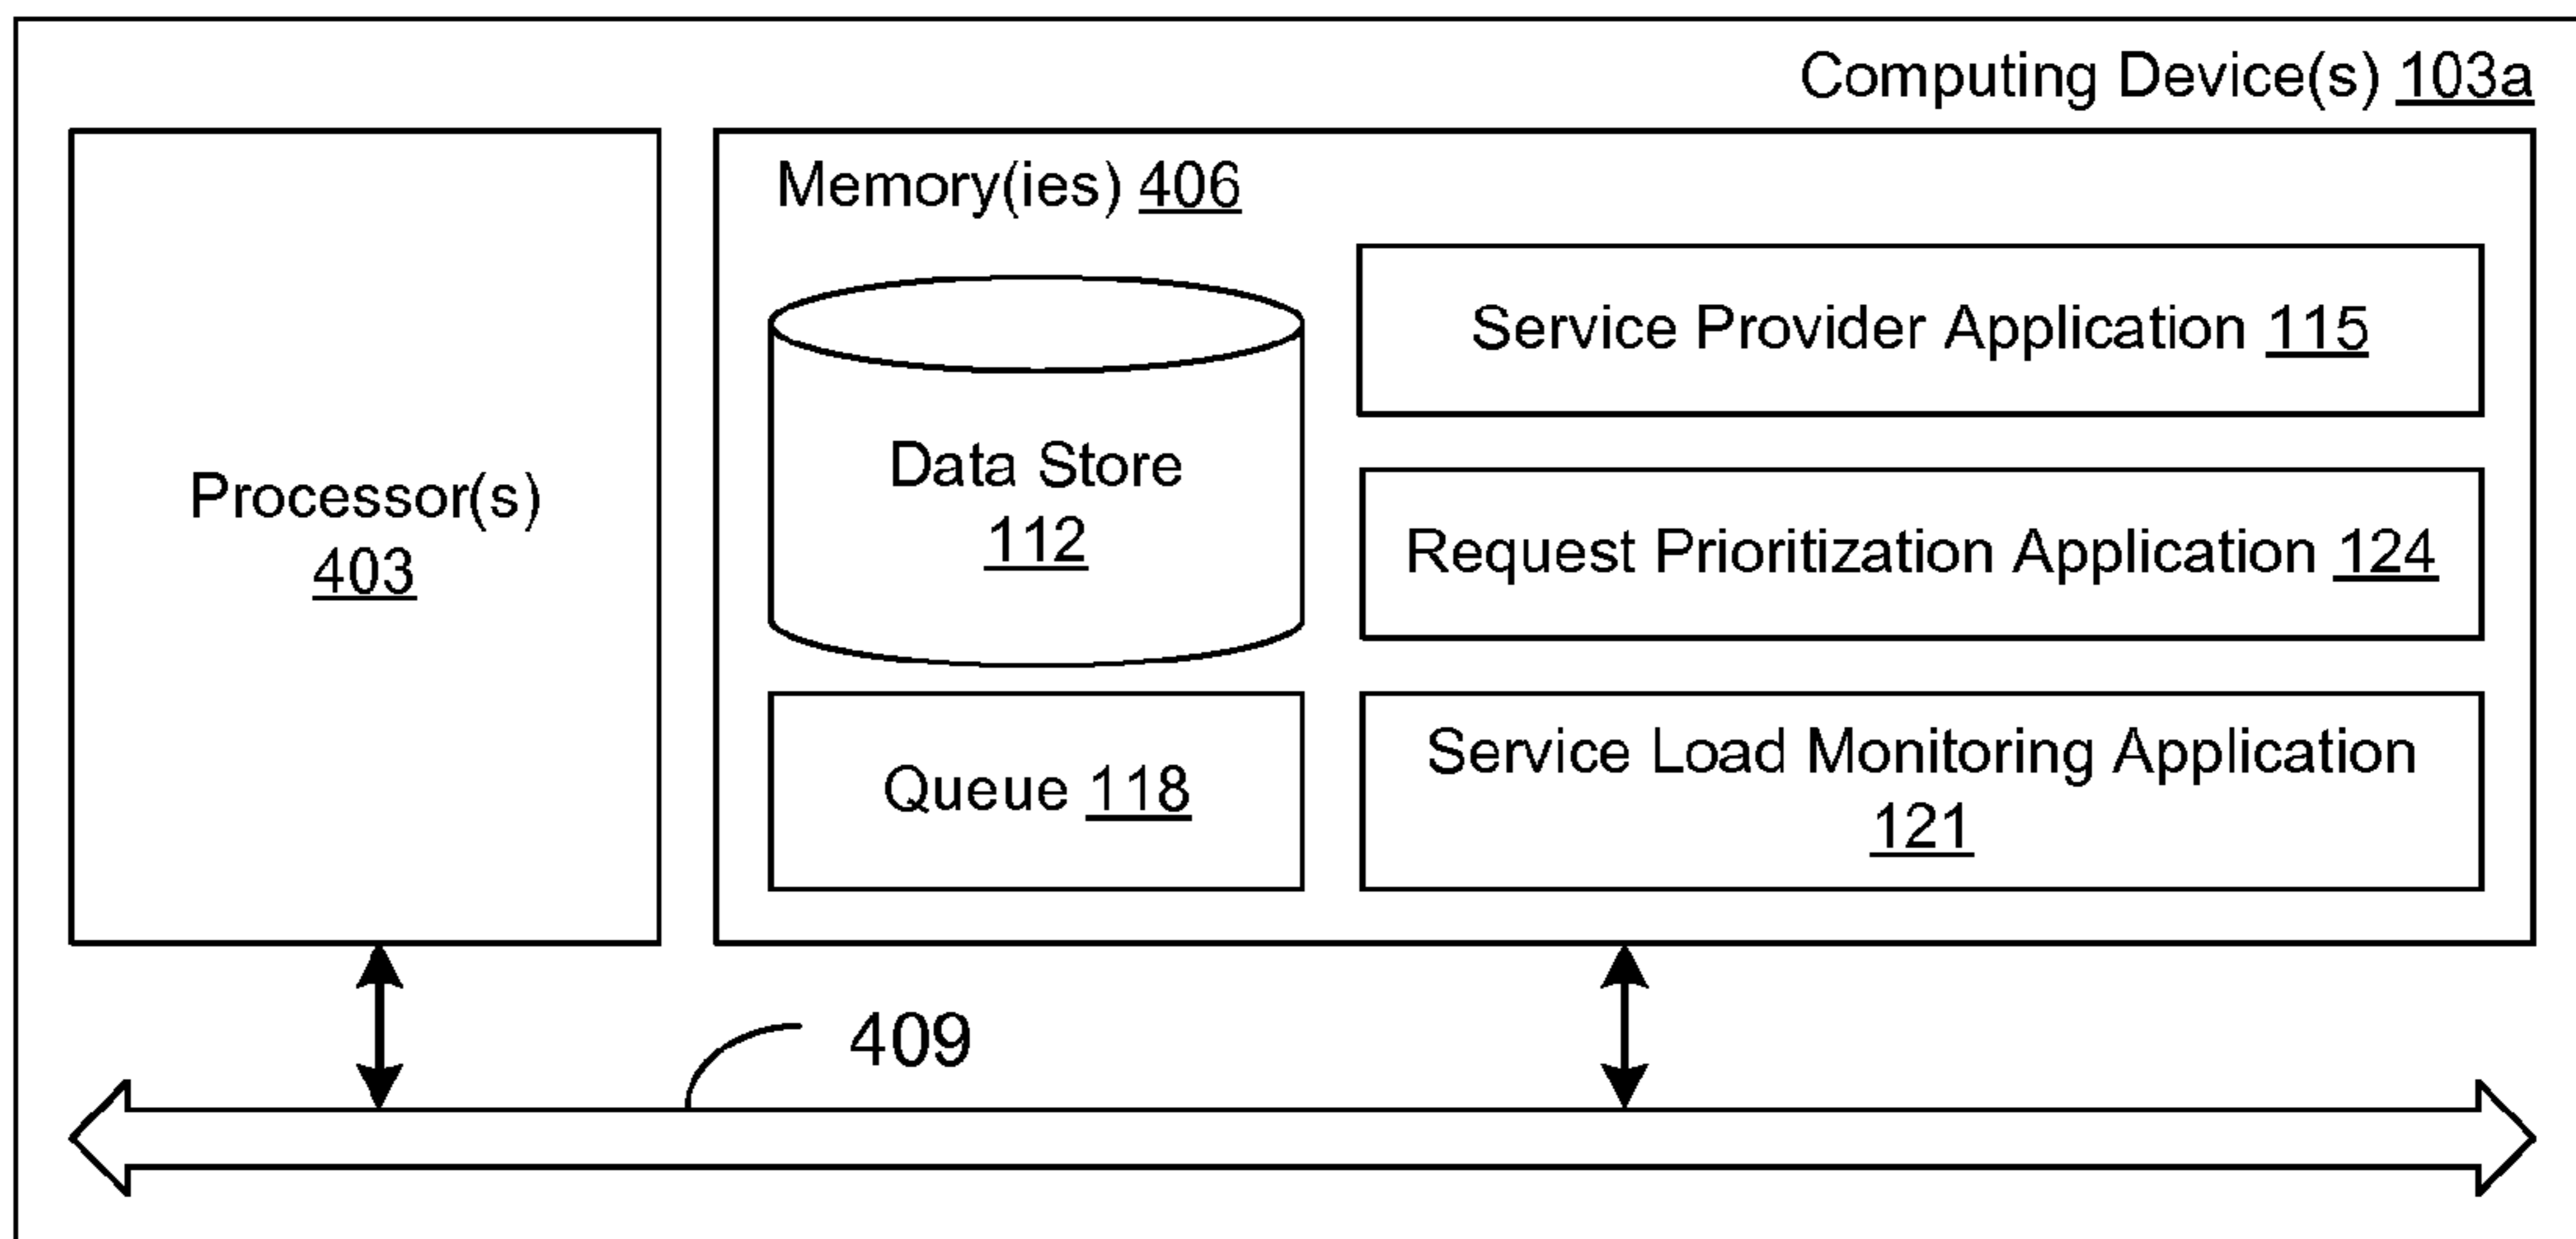 Computing Device(s) 103a
Processor(s)
403
Memory(ies) 406
Data Store
112
Queue 118
Service Provider Application 115
Request Prioritization Application 124
Service Load Monitoring Application
121
409